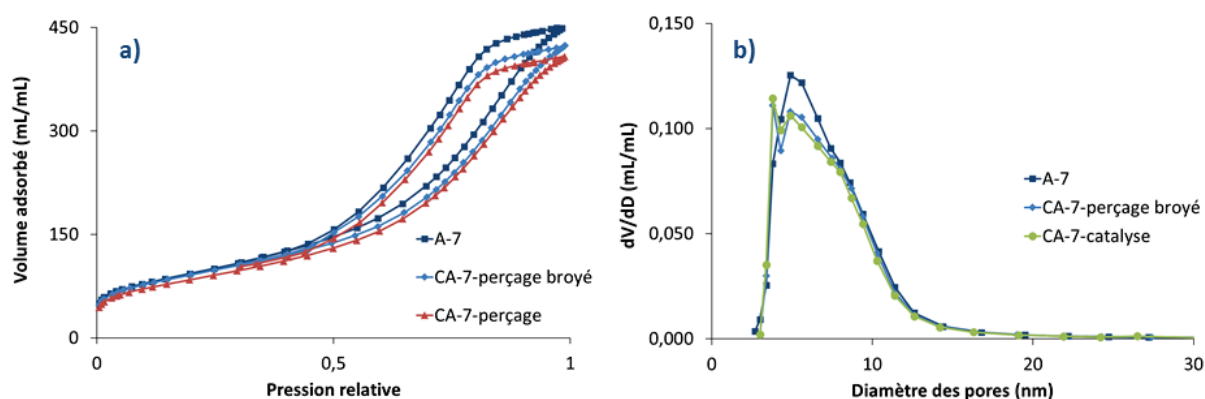 a)
450
300
150
0
Volume adsorbé (mL/mL)
0
0,5
1
Pression relative
A-7
CA-7-perçage broyé
CA-7-perçage
b)
0,150
0,100
0,050
0,000
dV/dD (mL/mL)
0
10
20
30
Diamètre des pores (nm)
A-7
CA-7-perçage broyé
CA-7-catalyse